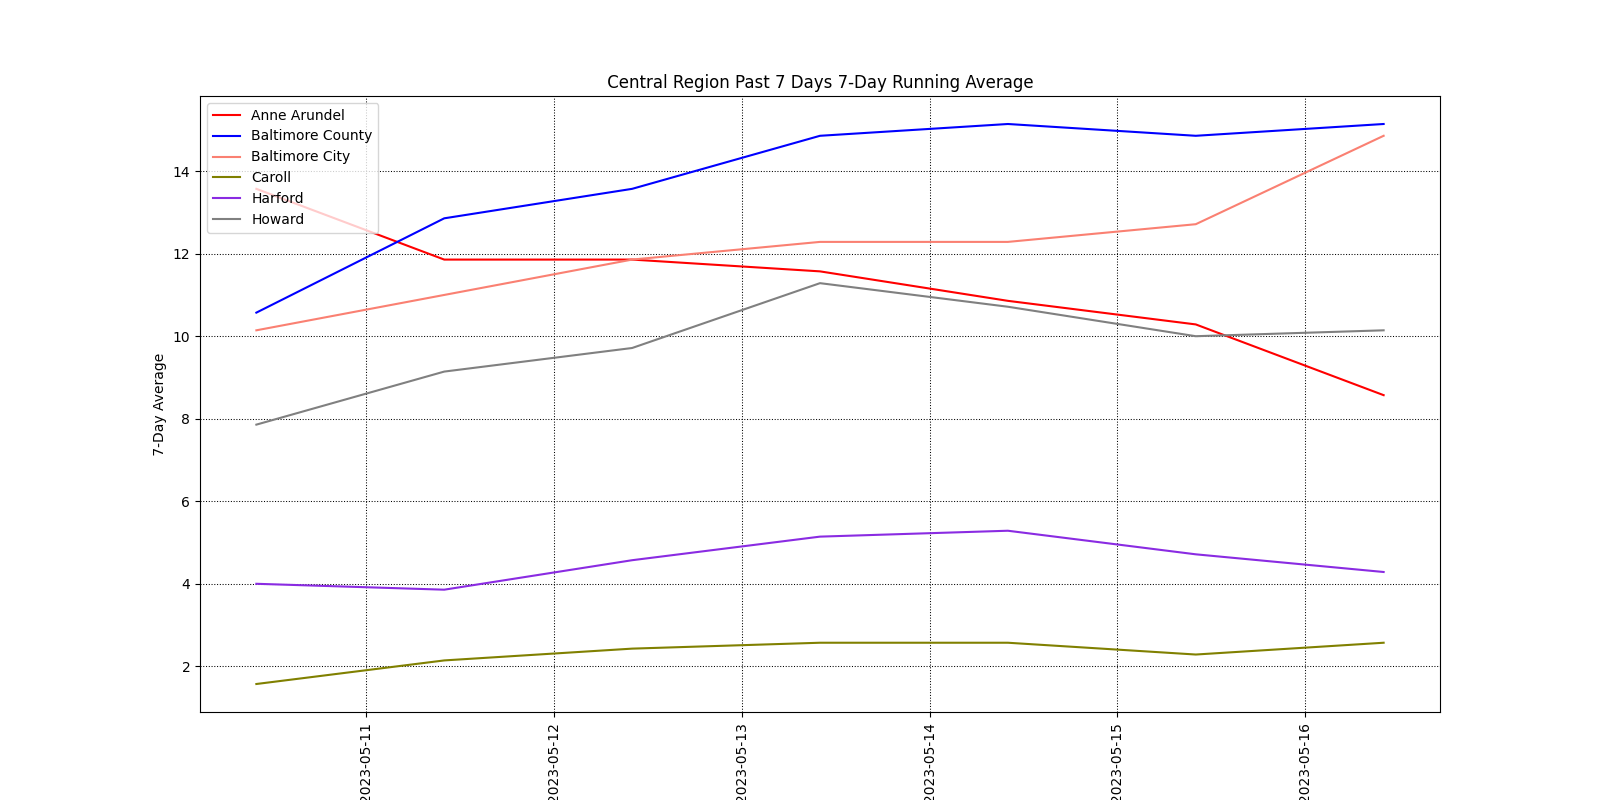 Central Region Past 7 Days 7-Day Running Average
Anne Arundel
Baltimore County
Baltimore City
Caroll
Harford
Howard
14
12
10
8
6
4
2
7-Day Average
2023-05-11
2023-05-12
2023-05-13
2023-05-14
2023-05-15
2023-05-16